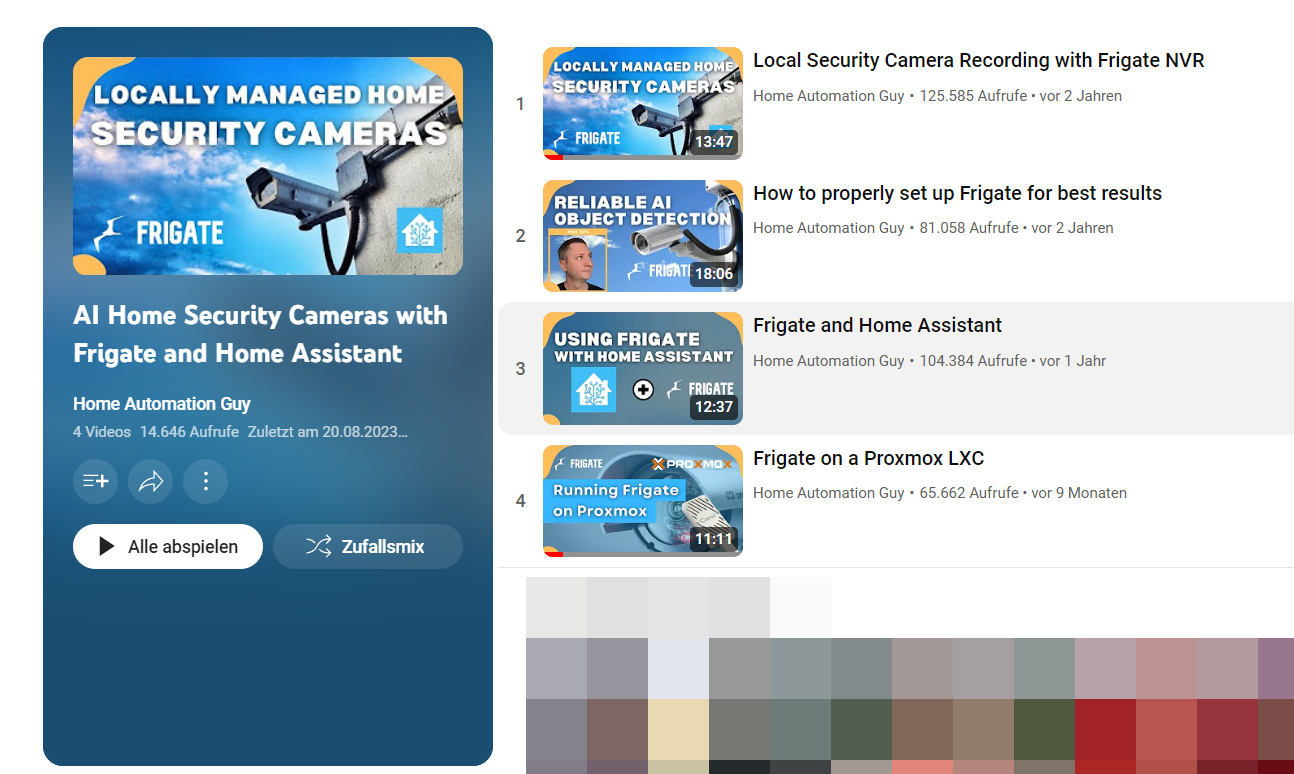 LOCALLY MANAGED HOME
SECURITY CAMERAS
FRIGATE
AI Home Security Cameras with
Frigate and Home Assistant
Home Automation Guy
4 Videos 14.646 Aufrufe Zuletzt am 20.08.2023...
Alle abspielen
Zufallsmix
1
LOCALLY MANAGED HOME
SECURITY CAMERAS
FRIGATE
13:47
Local Security Camera Recording with Frigate NVR
Home Automation Guy • 125.585 Aufrufe • vor 2 Jahren
2
RELIABLE AI
OBJECT DETECTION
FRIGATE
18:06
How to properly set up Frigate for best results
Home Automation Guy • 81.058 Aufrufe • vor 2 Jahren
3
USING FRIGATE
WITH HOME ASSISTANT
FRIGATE
12:37
Frigate and Home Assistant
Home Automation Guy • 104.384 Aufrufe • vor 1 Jahr
4
FRIGATE
PROXMOX
Running Frigate
on Proxmox
11:11
Frigate on a Proxmox LXC
Home Automation Guy • 65.662 Aufrufe • vor 9 Monaten